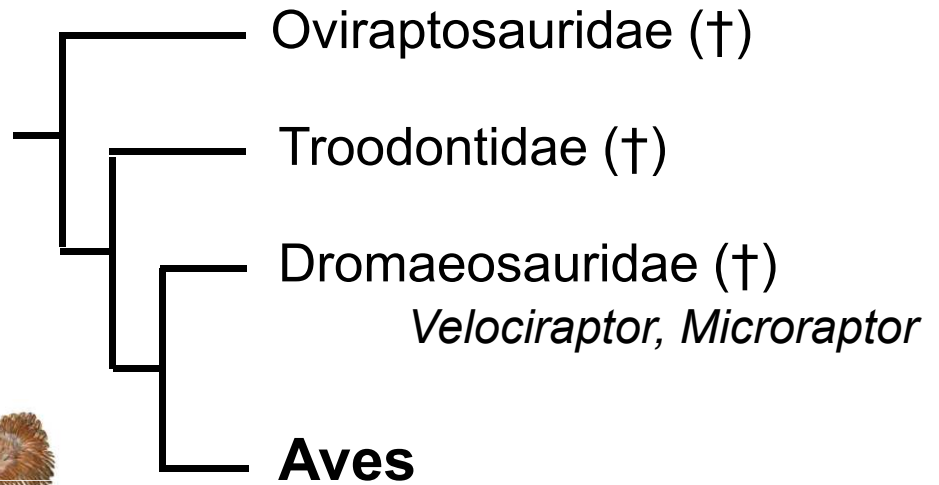 Oviraptosauridae (†)
Troodontidae (†)
Dromaeosauridae (†)
Velociraptor, Microraptor
Aves